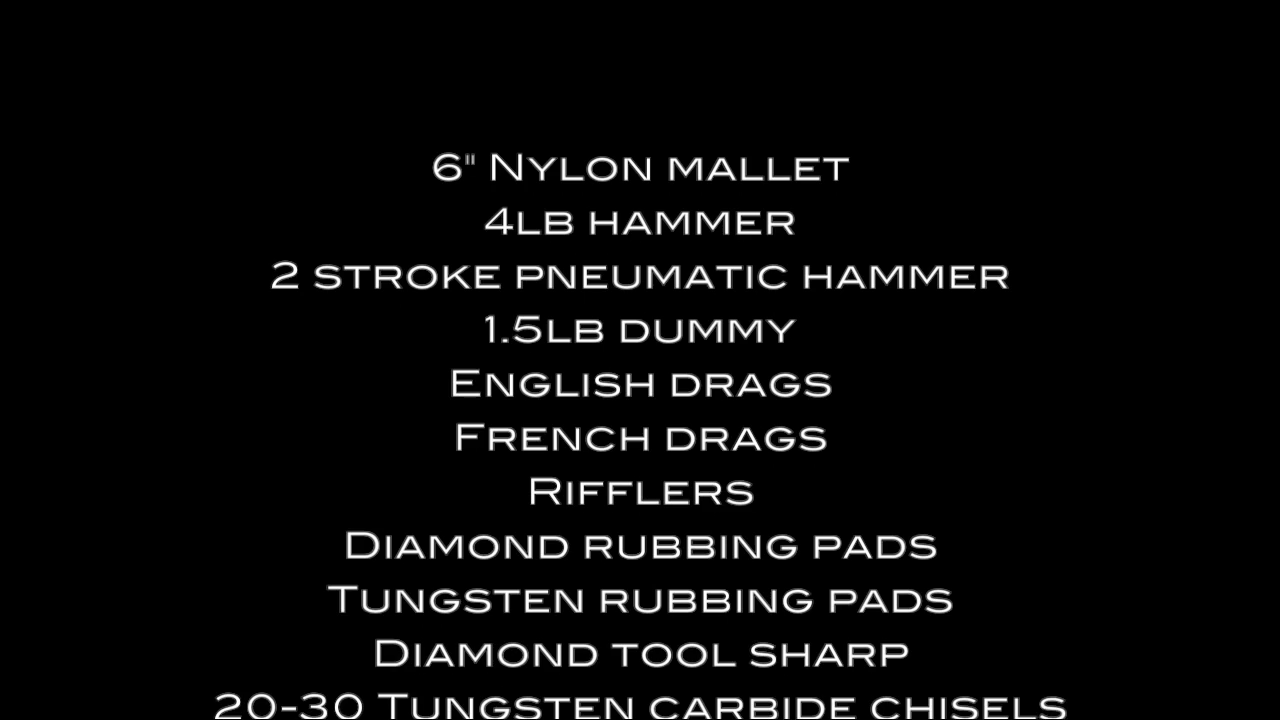 6" Nylon mallet
4lb hammer
2 stroke pneumatic hammer
1.5lb dummy
English drags
French drags
Rifflers
Diamond rubbing pads
Tungsten rubbing pads
Diamond tool sharp
20-30 Tungsten carbide chisels